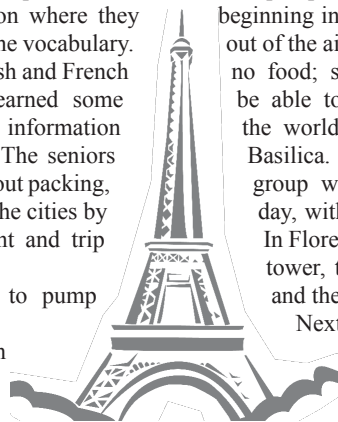 on where they
ne vocabulary.
sh and French
earned some
information
The seniors
out packing,
he cities by
nt and trip
to pump
n
beginning in
out of the ai
no food; s
be able to
the world
Basilica.
group w
day, with
In Flore
tower, t
and the
Next